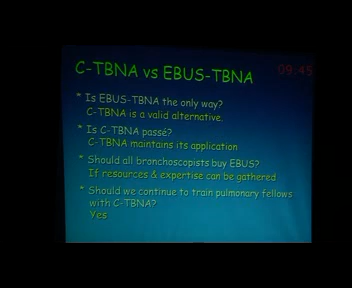 C-TBNA vs EBUS-TBNA
09:45
* Is EBUS-TBNA the only way?
C-TBNA is a valid alternative.
* Is C-TBNA passé?
C-TBNA maintains its application
* Should all bronchoscopists buy EBUS?
If resources & expertise can be gathered
* Should we continue to train pulmonary fellows
with C-TBNA?
Yes